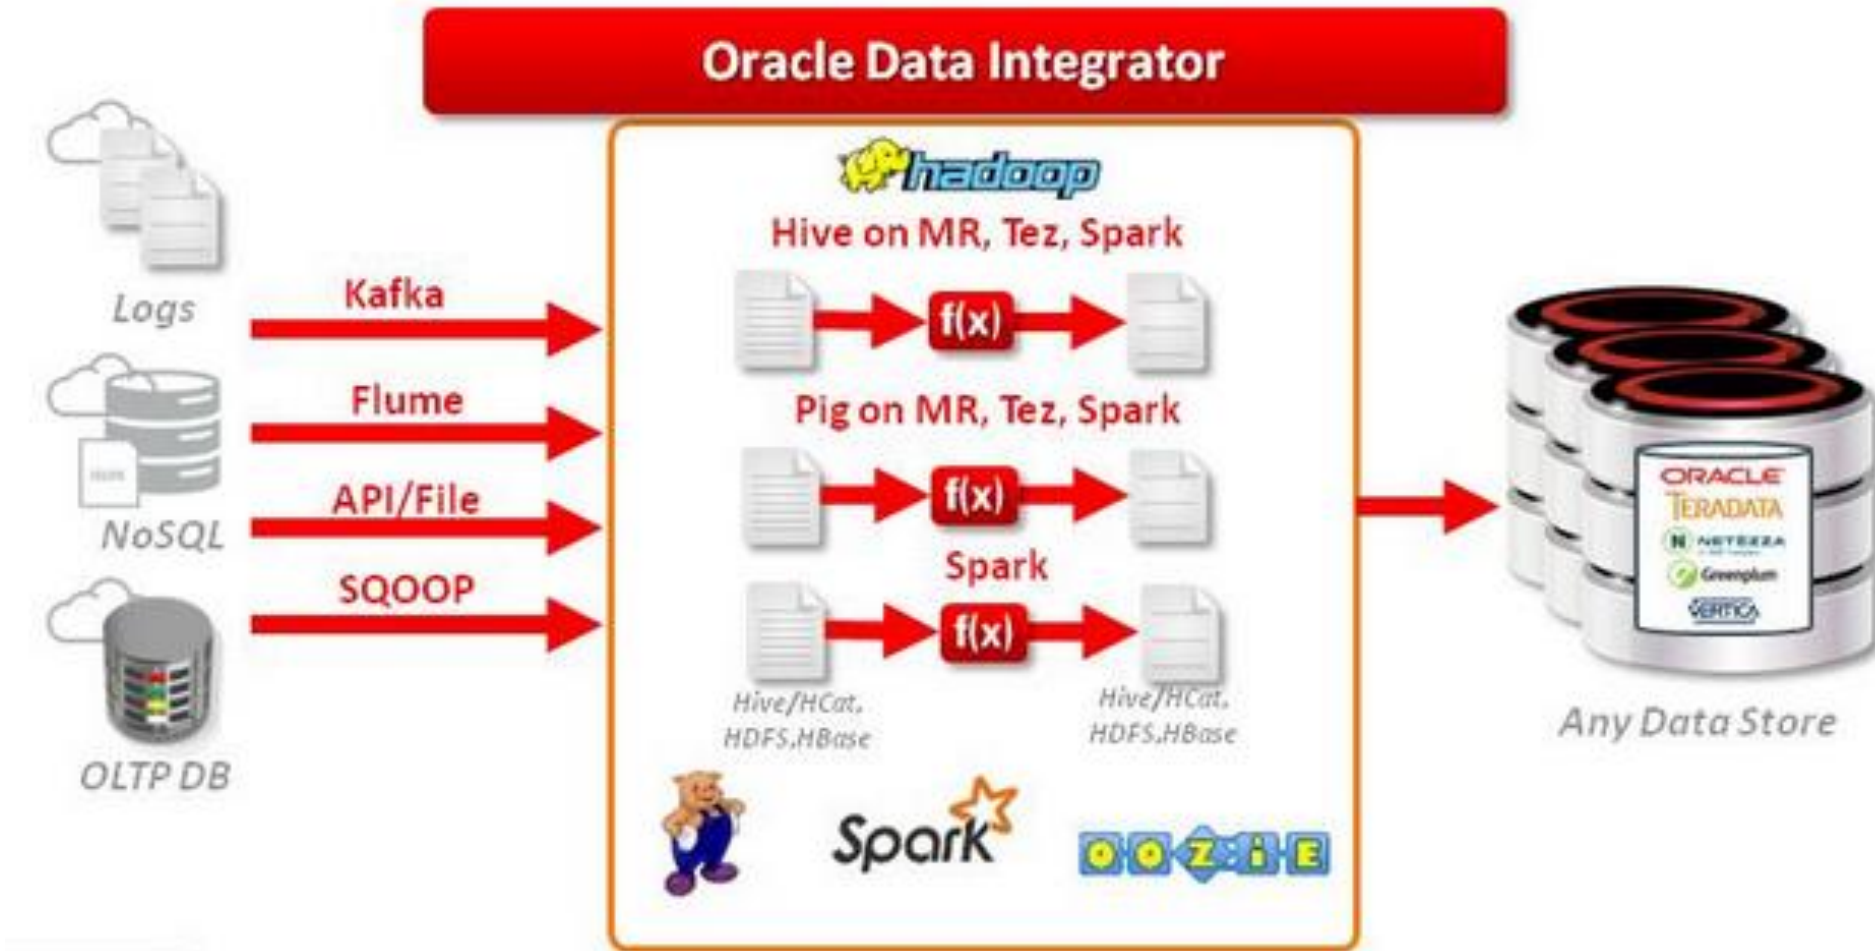 Oracle Data Integrator
hadoop
Hive on MR, Tez, Spark
f(x)
Pig on MR, Tez, Spark
f(x)
Spark
f(x)
Hive/HCat,
HDFS,HBase
Hive/HCat,
HDFS,HBase
Spark
OOZiE
Logs
NoSQL
OLTP DB
Kafka
Flume
API/File
SQOOP
ORACLE
TERADATA
N NETEZZA
Greenplum
VERTICA
Any Data Store